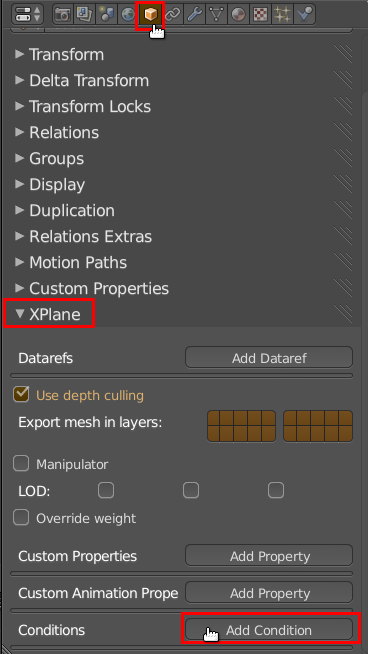 Transform
Delta Transform
Transform Locks
Relations
Groups
Display
Duplication
Relations Extras
Motion Paths
Custom Properties
XPlane
Datarefs Add Dataref
Use depth culling
Export mesh in layers:
Manipulator
LOD:
Override weight
Custom Properties Add Property
Custom Animation Prope Add Property
Conditions Add Condition